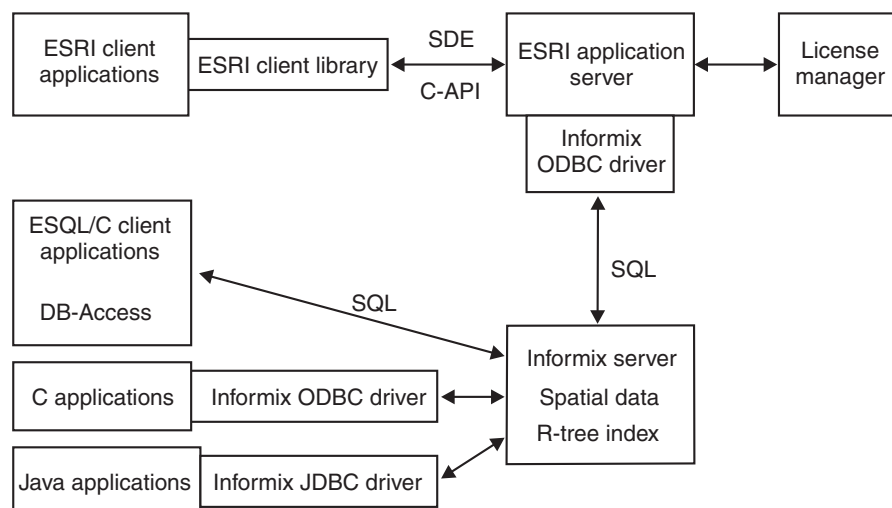 ESRI client
applications
ESRI client library
SDE
C-API
ESRI application
server
License
manager
Informix
ODBC driver
SQL
ESQL/C client
applications
DB-Access
SQL
Informix server
Spatial data
R-tree index
C applications
Informix ODBC driver
Java applications
Informix JDBC driver